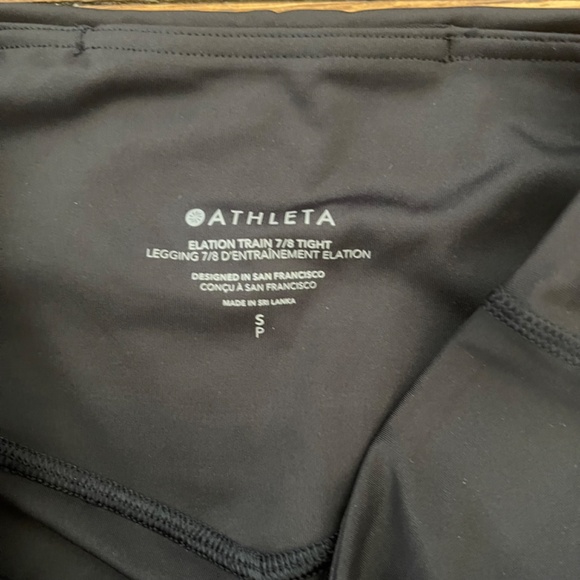 ATHLETA
ELATION TRAIN 7/8 TIGHT
LEGGING 7/8 D'ENTRAÎNEMENT ELATION
DESIGNED IN SAN FRANCISCO
CONÇU À SAN FRANCISCO
MADE IN SRI LANKA
S
P